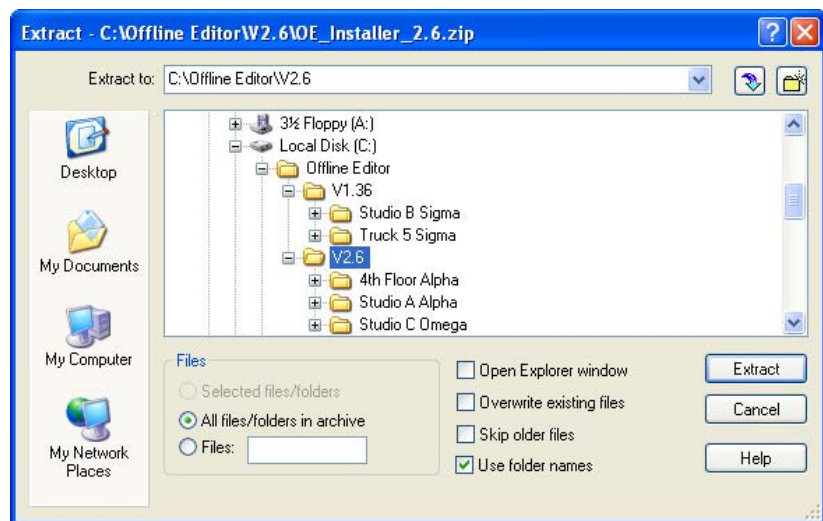 Extract - C:\Offline Editor\V2.6\OE_Installer_2.6.zip
Extract to: C:\Offline Editor\V2.6
Desktop
My Documents
My Computer
My Network
Places
3½ Floppy (A:)
Local Disk (C:)
Offline Editor
V1.36
Studio B Sigma
Truck 5 Sigma
V2.6
4th Floor Alpha
Studio A Alpha
Studio C Omega
Files
Selected files/folders
All files/folders in archive
Files:
Open Explorer window
Overwrite existing files
Skip older files
Use folder names
Extract
Cancel
Help